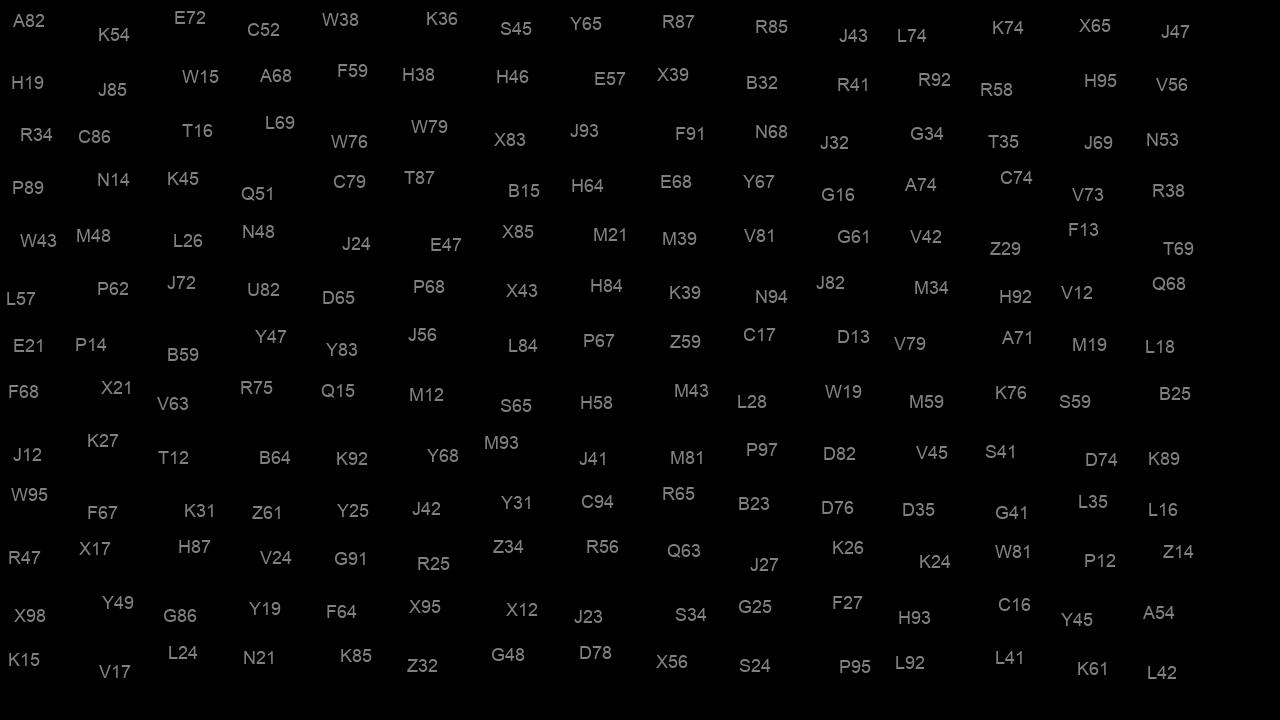 A82 K54 E72 C52 W38 K36 S45 Y65 R87 R85 J43 L74 K74 X65 J47
H19 J85 W15 A68 F59 H38 H46 E57 X39 B32 R41 R92 R58 H95 V56
R34 C86 T16 L69 W76 W79 X83 J93 F91 N68 J32 G34 T35 J69 N53
P89 N14 K45 Q51 C79 T87 B15 H64 E68 Y67 G16 A74 C74 V73 R38
W43 M48 L26 N48 J24 E47 X85 M21 M39 V81 G61 V42 Z29 F13 T69
L57 P62 J72 U82 D65 P68 X43 H84 K39 N94 J82 M34 H92 V12 Q68
E21 P14 B59 Y47 Y83 J56 L84 P67 Z59 C17 D13 V79 A71 M19 L18
F68 X21 V63 R75 Q15 M12 S65 H58 M43 L28 W19 M59 K76 S59 B25
J12 K27 T12 B64 K92 Y68 M93 J41 M81 P97 D82 V45 S41 D74 K89
W95 F67 K31 Z61 Y25 J42 Y31 C94 R65 B23 D76 D35 G41 L35 L16
R47 X17 H87 V24 G91 R25 Z34 R56 Q63 J27 K26 K24 W81 P12 Z14
X98 Y49 G86 Y19 F64 X95 X12 J23 S34 G25 F27 H93 C16 Y45 A54
K15 V17 L24 N21 K85 Z32 G48 D78 X56 S24 P95 L92 L41 K61 L42